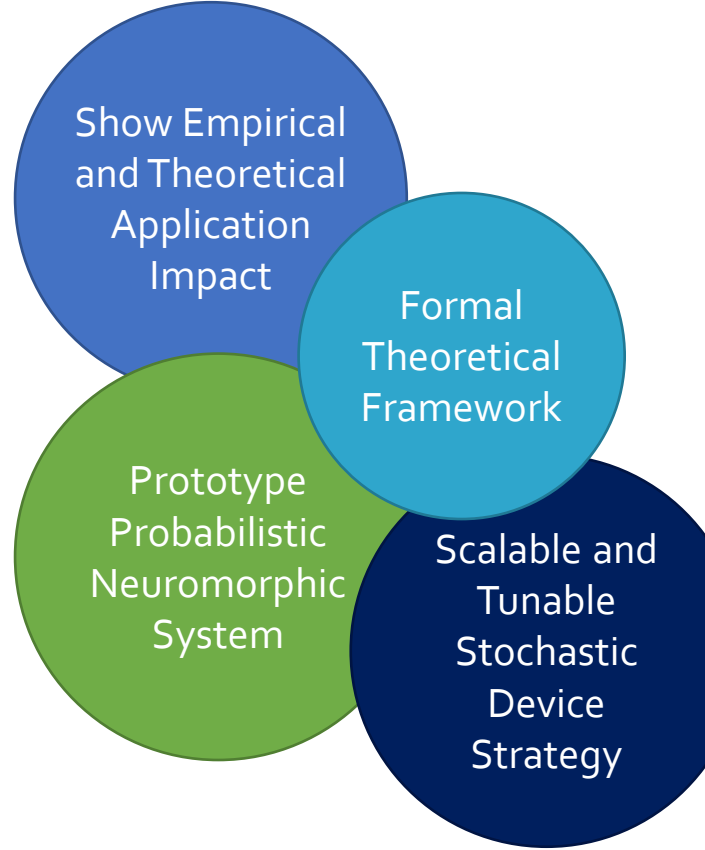 Show Empirical
and Theoretical
Application
Impact
Formal
Theoretical
Framework
Prototype
Probabilistic
Neuromorphic
System
Scalable and
Tunable
Stochastic
Device
Strategy